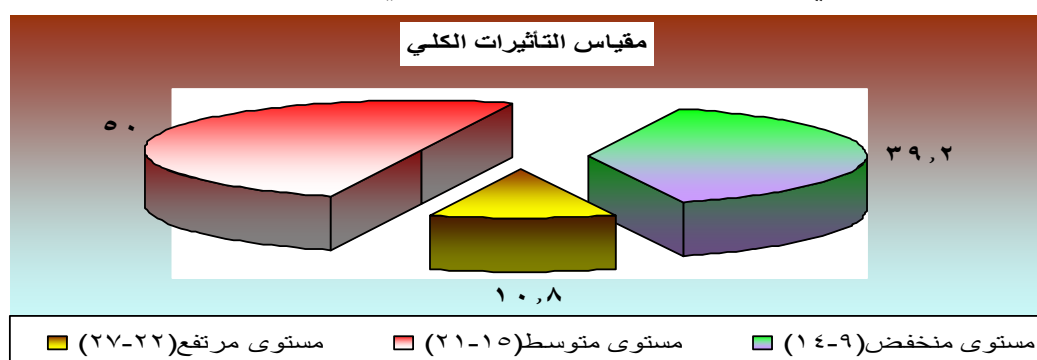 مقياس التأثيرات الكلي
٥٠
٣٩,٢
١٠,٨
مستوى منخفض(٩-١٤) مستوى متوسط(١٥-٢١) مستوى مرتفع(٢٢-٢٧)